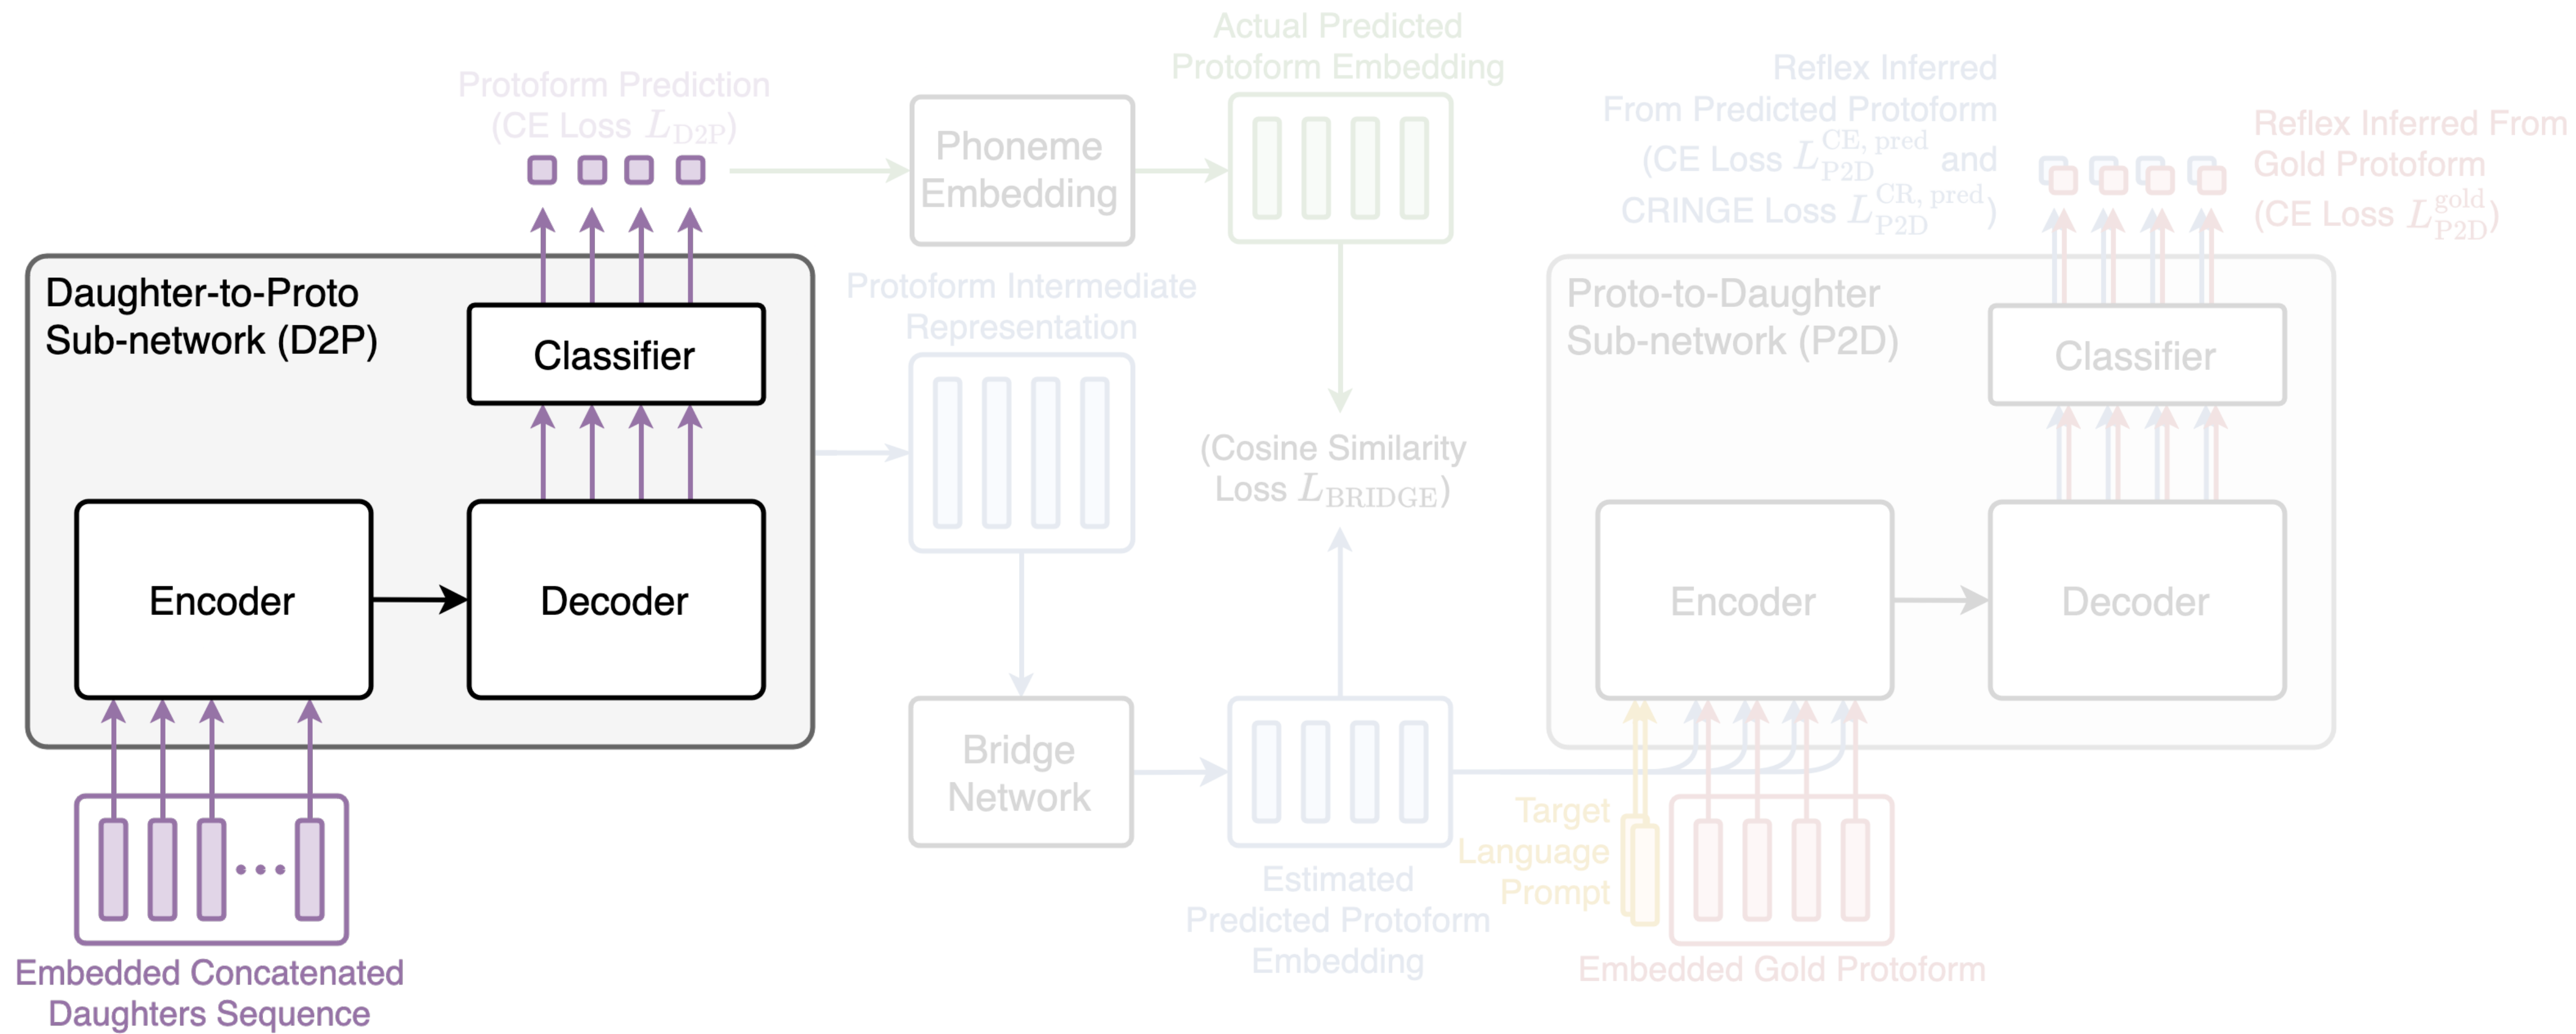 Actual Predicted
Protoform Embedding
Protoform Prediction
(CE Loss L_D2P)
Phoneme
Embedding
Reflex Inferred
From Predicted Protoform
(CE Loss L_P2D^CE, pred and
CRINGE Loss L_P2D^CR, pred)
Reflex Inferred From
Gold Protoform
(CE Loss L_P2D^gold)
Daughter-to-Proto
Sub-network (D2P)
Classifier
Encoder
Decoder
Embedded Concatenated
Daughters Sequence
Protoform Intermediate
Representation
(Cosine Similarity
Loss L_BRIDGE)
Bridge
Network
Estimated
Predicted Protoform
Embedding
Proto-to-Daughter
Sub-network (P2D)
Classifier
Encoder
Decoder
Target
Language
Prompt
Embedded Gold Protoform